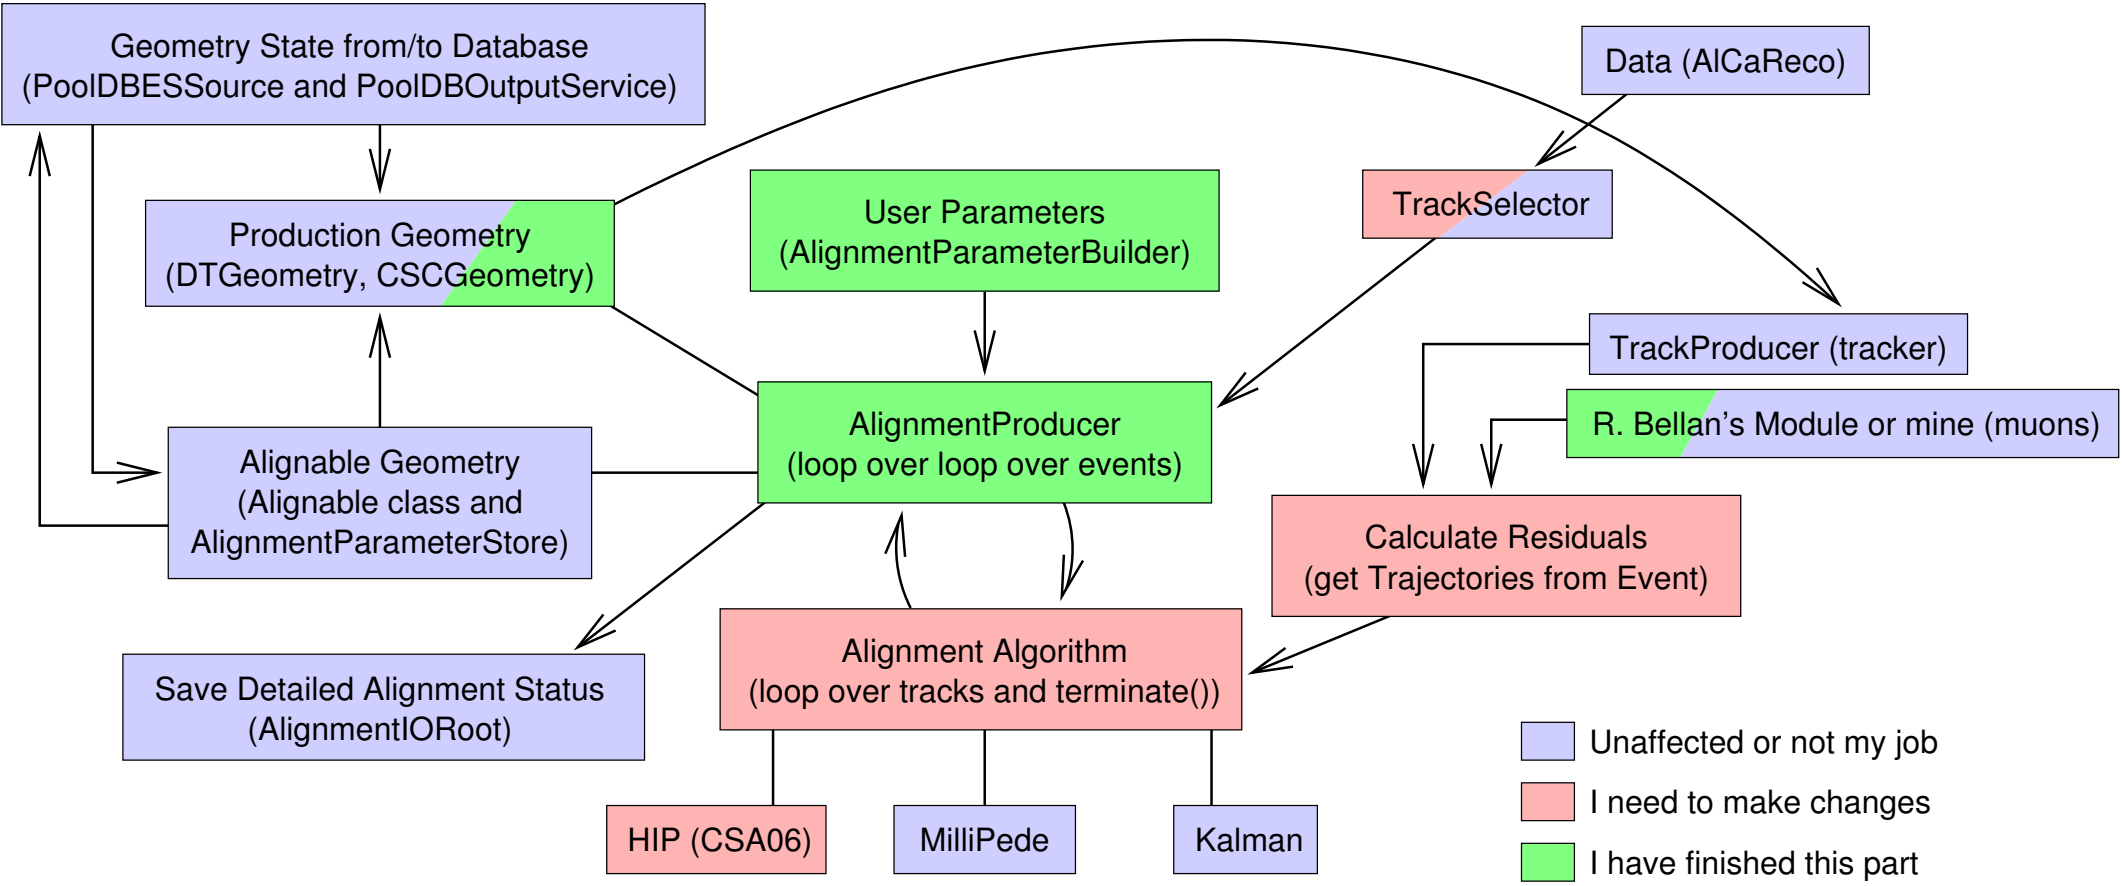 Geometry State from/to Database
(PoolDBESSource and PoolDBOutputService)
Data (AlCaReco)
TrackSelector
User Parameters
(AlignmentParameterBuilder)
Production Geometry
(DTGeometry, CSCGeometry)
TrackProducer (tracker)
R. Bellan's Module or mine (muons)
AlignmentProducer
(loop over loop over events)
Alignable Geometry
(Alignable class and
AlignmentParameterStore)
Calculate Residuals
(get Trajectories from Event)
Alignment Algorithm
(loop over tracks and terminate())
Save Detailed Alignment Status
(AlignmentIORoot)
HIP (CSA06)
MilliPede
Kalman
Unaffected or not my job
I need to make changes
I have finished this part